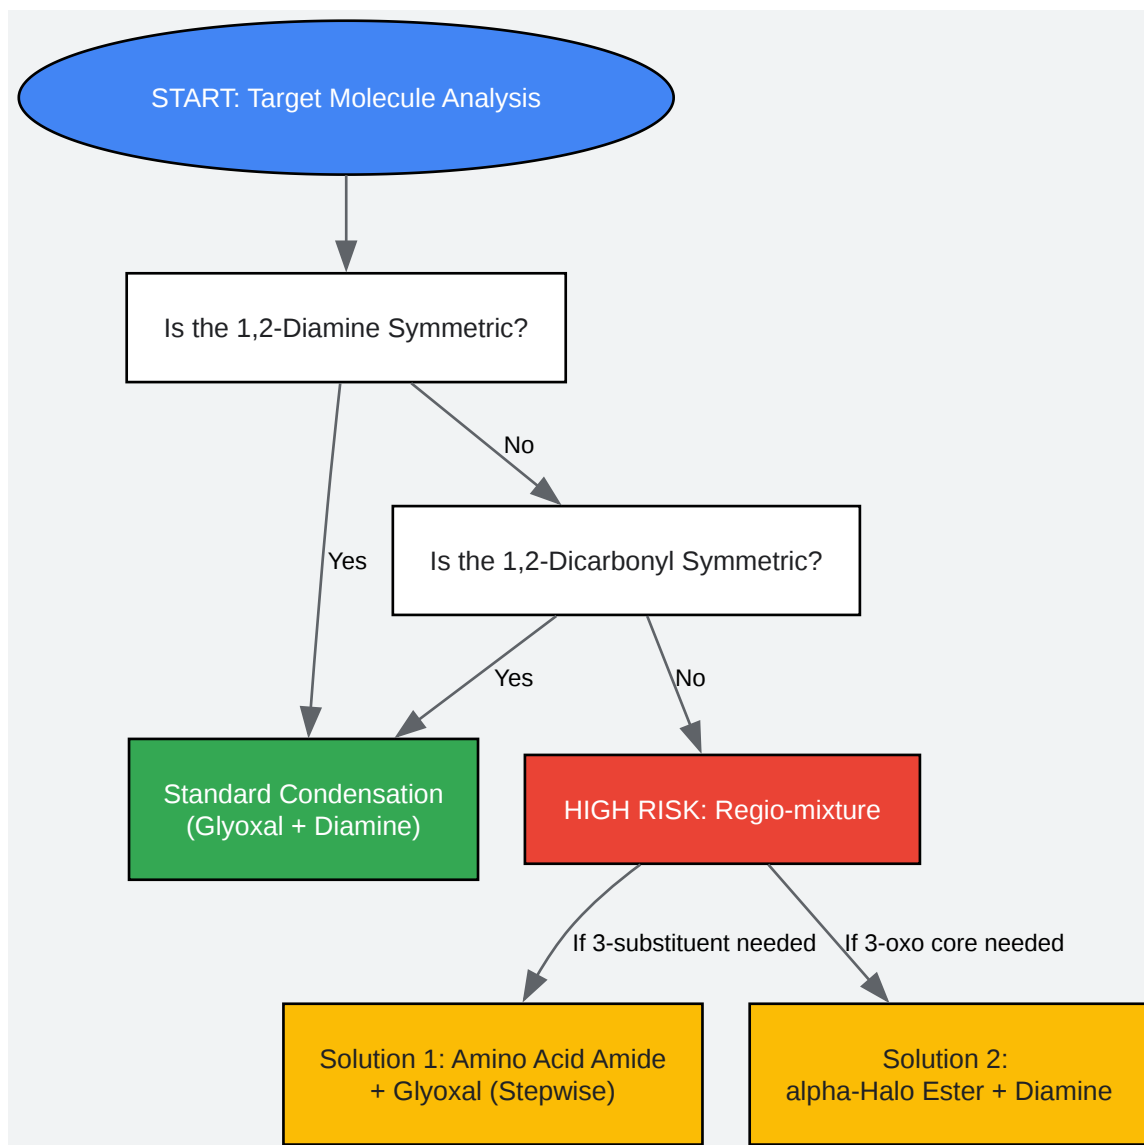 START: Target Molecule Analysis
Is the 1,2-Diamine Symmetric?
No
Is the 1,2-Dicarbonyl Symmetric?
Yes
Yes
No
Standard Condensation
(Glyoxal + Diamine)
HIGH RISK: Regio-mixture
If 3-substituent needed
If 3-oxo core needed
Solution 1: Amino Acid Amide
+ Glyoxal (Stepwise)
Solution 2:
alpha-Halo Ester + Diamine